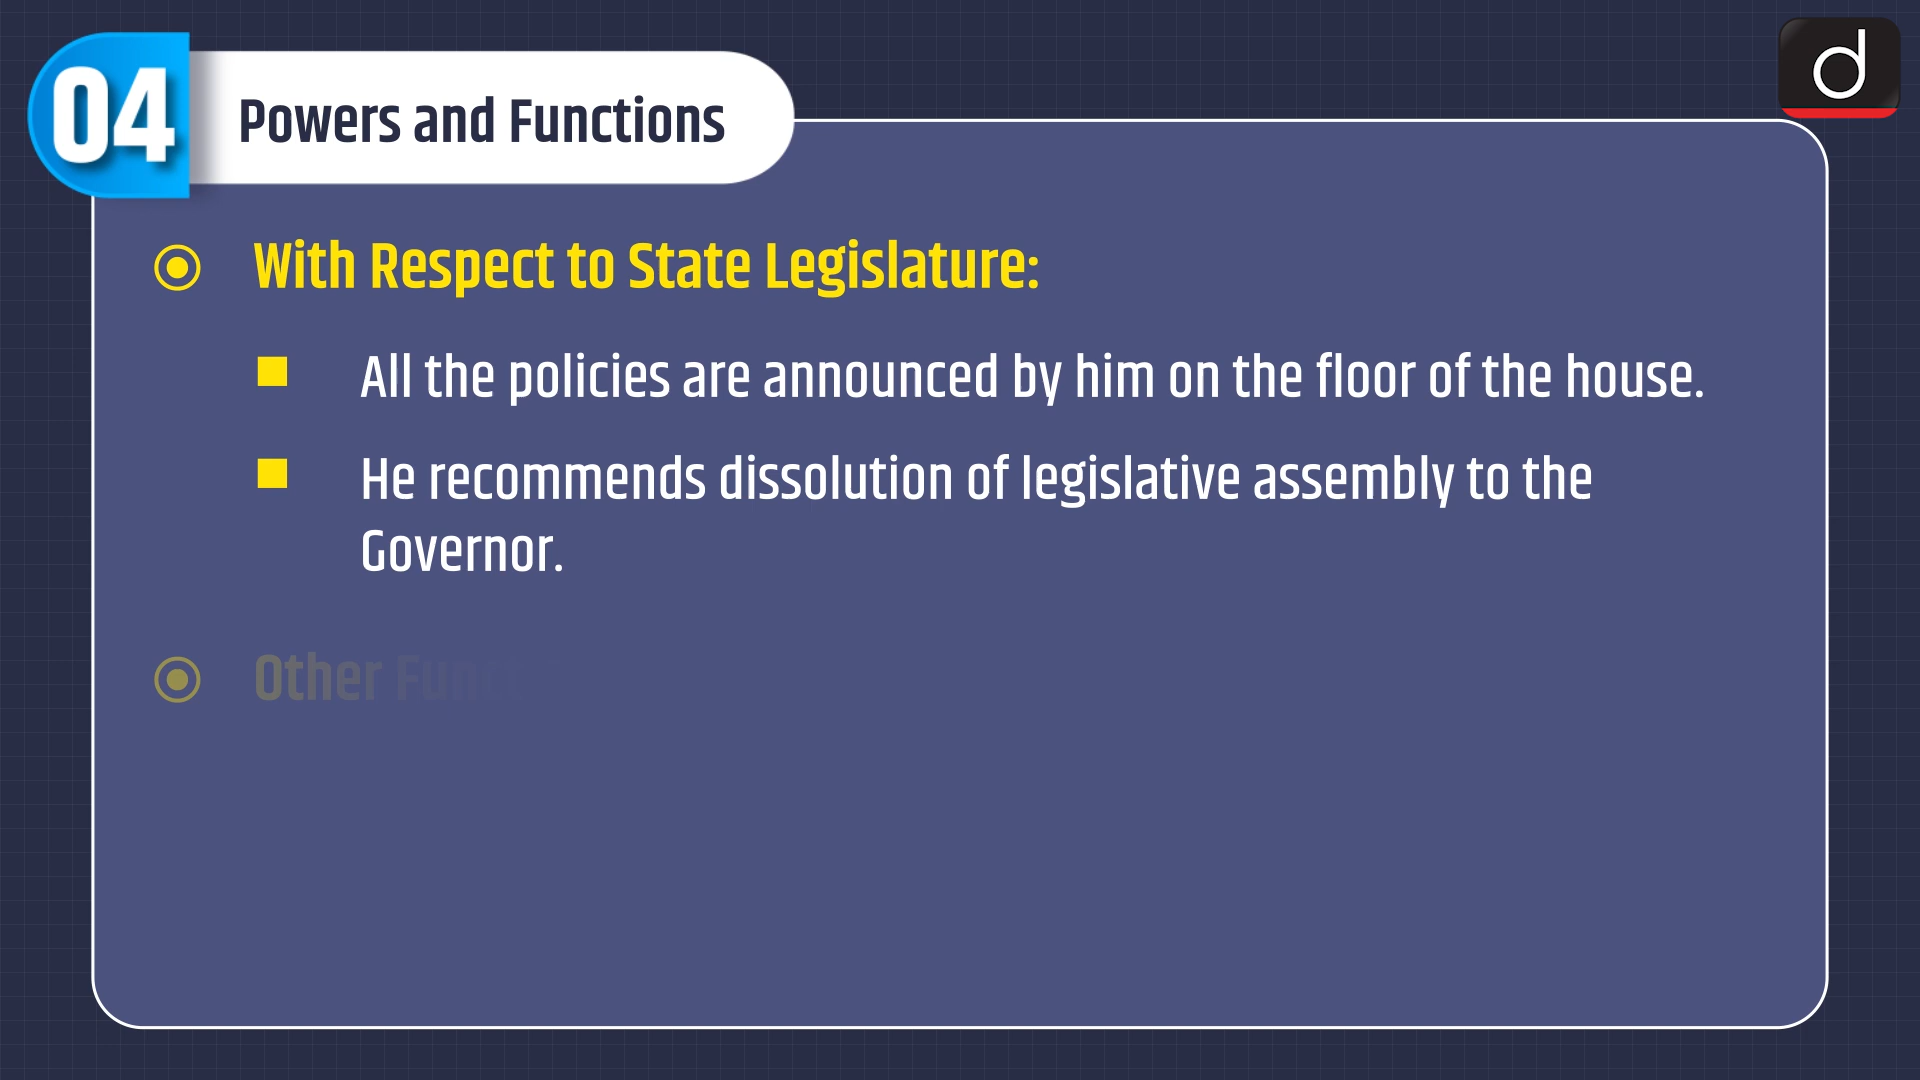 04
Powers and Functions
With Respect to State Legislature:
All the policies are announced by him on the floor of the house.
He recommends dissolution of legislative assembly to the
Governor.
Other
d